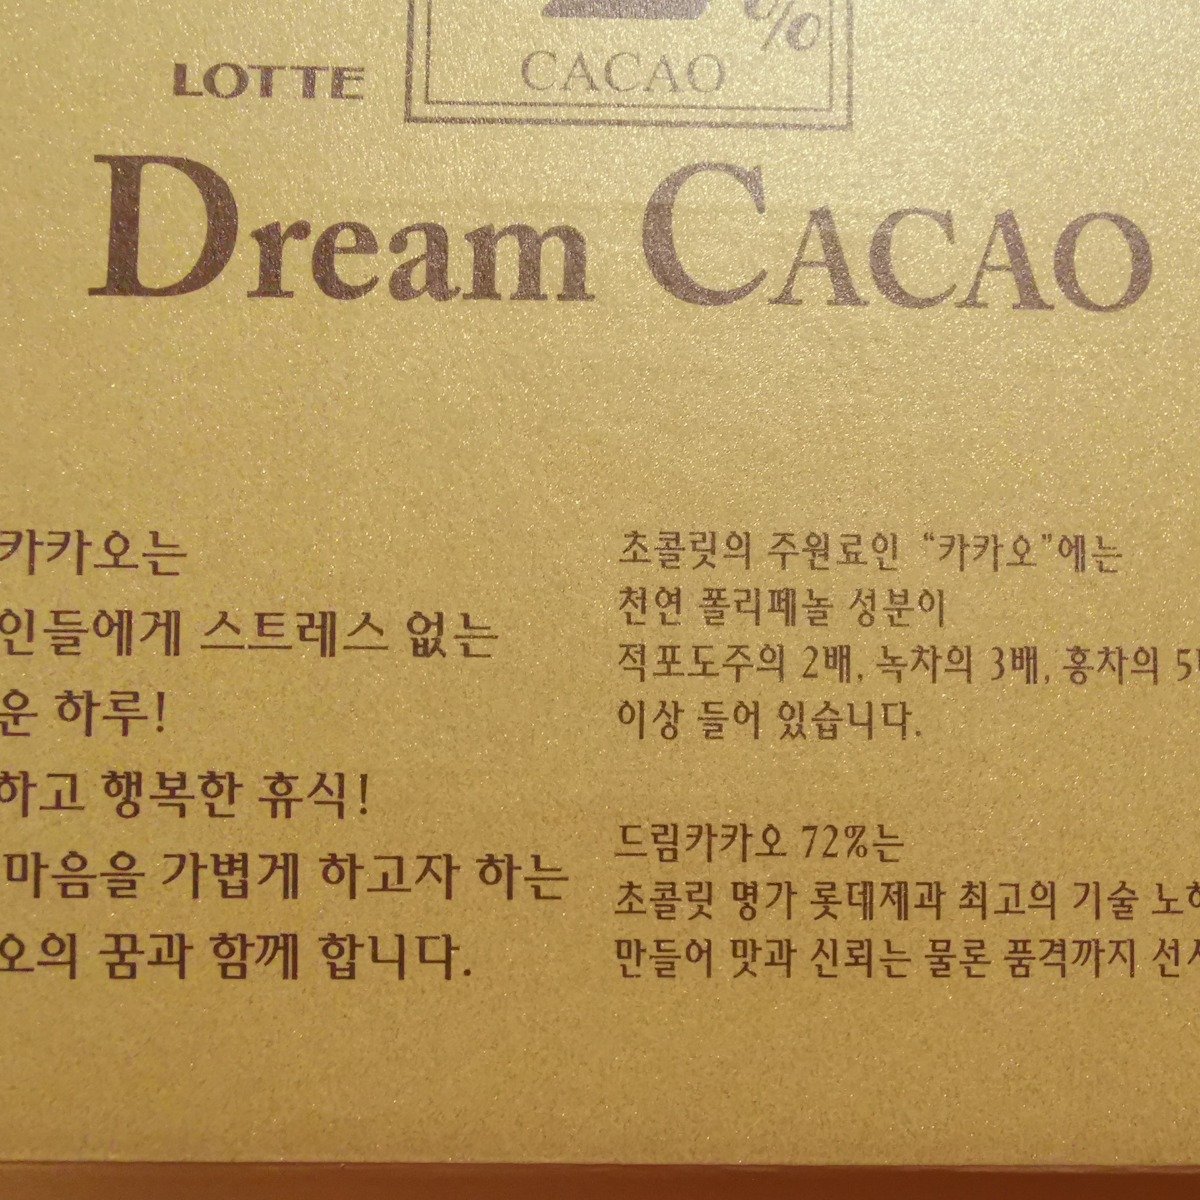 %
CACAO
LOTTE
Dream CACAO
카카오는
인들에게 스트레스 없는
운 하루!
하고 행복한 휴식!
마음을 가볍게 하고자 하는
오의 꿈과 함께 합니다.
초콜릿의 주원료인 “카카오”에는
천연 폴리페놀 성분이
적포도주의 2배, 녹차의 3배, 홍차의 5
이상 들어 있습니다.
드림카카오 72%는
초콜릿 명가 롯데제과 최고의 기술 노하
만들어 맛과 신뢰는 물론 품격까지 선사